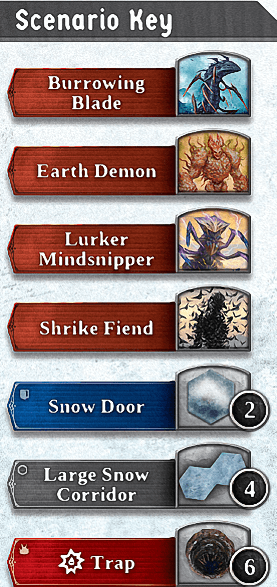 Scenario Key
Burrowing
Blade
Earth Demon
Lurker
Mindsnipper
Shrike Fiend
Snow Door
2
Large Snow
Corridor
4
Trap
6